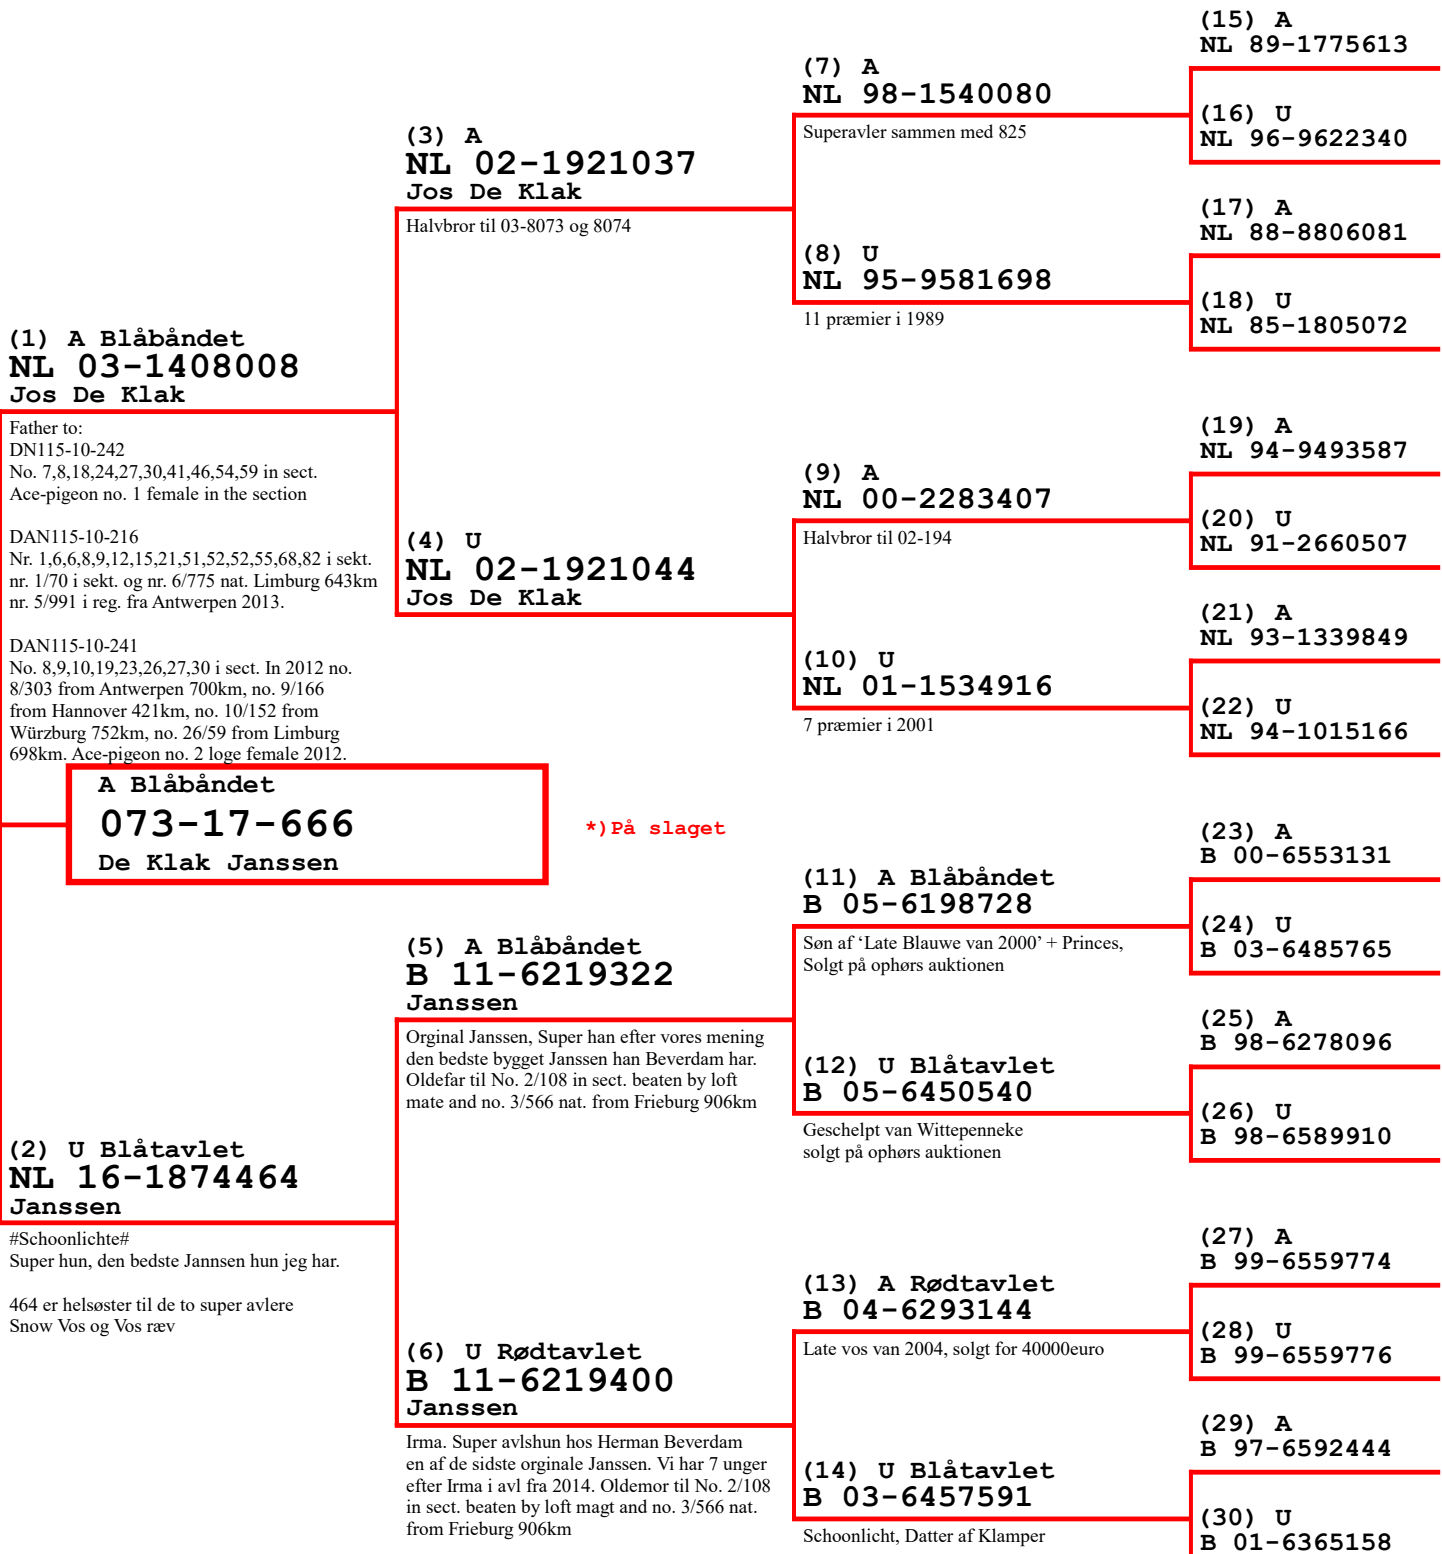 (1) A Blåbåndet
NL 03-1408008
Jos De Klak
Father to:
DN115-10-242
No. 7,8,18,24,27,30,41,46,54,59 in sect.
Ace-pigeon no. 1 female in the section
DAN115-10-216
Nr. 1,6,6,8,9,12,15,21,51,52,52,55,68,82 i sekt.
nr. 1/70 i sekt. og nr. 6/775 nat. Limburg 643km
nr. 5/991 i reg. fra Antwerpen 2013.
DAN115-10-241
No. 8,9,10,19,23,26,27,30 i sect. In 2012 no.
8/303 from Antwerpen 700km, no. 9/166
from Hannover 421km, no. 10/152 from
Würzburg 752km, no. 26/59 from Limburg
698km. Ace-pigeon no. 2 loge female 2012.
A Blåbåndet
073-17-666
De Klak Janssen
*)På slaget
(2) U Blåtavlet
NL 16-1874464
Janssen
#Schoonlichte#
Super hun, den bedste Jannsen hun jeg har.
464 er helsøster til de to super avlere
Snow Vos og Vos ræv
(3) A
NL 02-1921037
Jos De Klak
Halvbror til 03-8073 og 8074
(4) U
NL 02-1921044
Jos De Klak
(5) A Blåbåndet
B 11-6219322
Janssen
Orginal Janssen, Super han efter vores mening
den bedste bygget Janssen han Beverdam har.
Oldefar til No. 2/108 in sect. beaten by loft
mate and no. 3/566 nat. from Frieburg 906km
(6) U Rødtavlet
B 11-6219400
Janssen
Irma. Super avlshun hos Herman Beverdam
en af de sidste orginale Janssen. Vi har 7 unger
efter Irma i avl fra 2014. Oldemor til No. 2/108
in sect. beaten by loft magt and no. 3/566 nat.
from Frieburg 906km
(7) A
NL 98-1540080
Superavler sammen med 825
(8) U
NL 95-9581698
11 præmier i 1989
(9) A
NL 00-2283407
Halvbror til 02-194
(10) U
NL 01-1534916
7 præmier i 2001
(11) A Blåbåndet
B 05-6198728
Søn af ‘Late Blauwe van 2000’ + Princes,
Solgt på ophørs auktionen
(12) U Blåtavlet
B 05-6450540
Geschelpt van Wittepenneke
solgt på ophørs auktionen
(13) A Rødtavlet
B 04-6293144
Late vos van 2004, solgt for 40000euro
(14) U Blåtavlet
B 03-6457591
Schoonlicht, Datter af Klamper
(15) A
NL 89-1775613
(16) U
NL 96-9622340
(17) A
NL 88-8806081
(18) U
NL 85-1805072
(19) A
NL 94-9493587
(20) U
NL 91-2660507
(21) A
NL 93-1339849
(22) U
NL 94-1015166
(23) A
B 00-6553131
(24) U
B 03-6485765
(25) A
B 98-6278096
(26) U
B 98-6589910
(27) A
B 99-6559774
(28) U
B 99-6559776
(29) A
B 97-6592444
(30) U
B 01-6365158